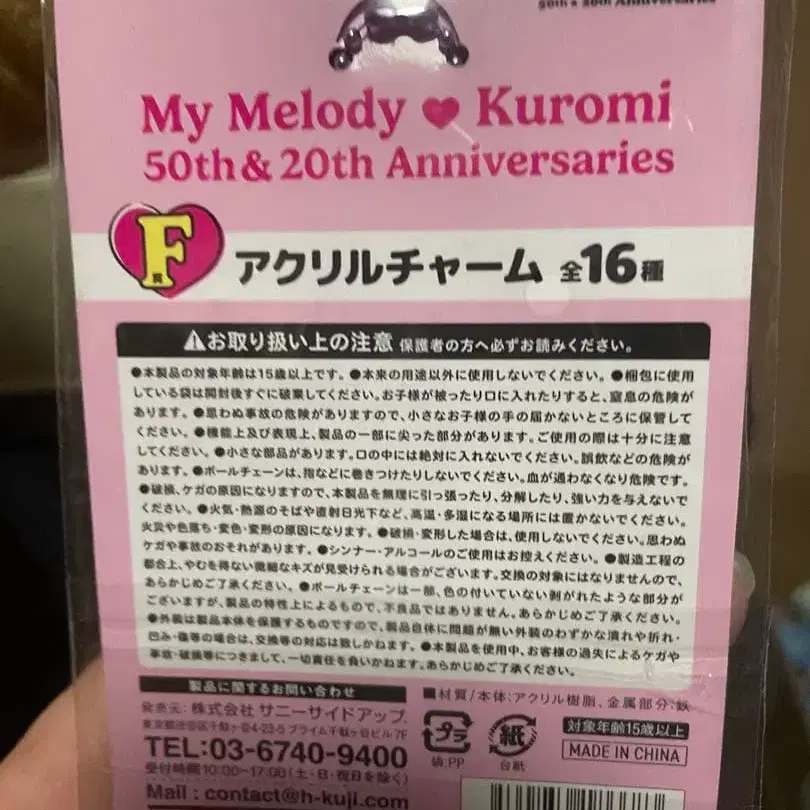 50th & 20th Anniversaries
My Melody ♥ Kuromi
50th & 20th Anniversaries
F賞 アクリルチャーム 全16種
⚠お取り扱い上の注意 保護者の方へ必ずお読みください。
●本製品の対象年齢は15歳以上です。●本来の用途以外に使用しないでください。●梱包に使用
している袋は開封後すぐに破棄してください。お子様が被ったり口に入れたりすると、窒息の危険が
あります。●思わぬ事故の危険がありますので、小さなお子様の手の届かないところに保管して
ください。●機能上及び表現上、製品の一部に尖った部分があります。ご使用の際は十分に注意
してください。●小さな部品があります。口の中には絶対に入れないでください。誤飲などの危険が
あります。●ボールチェーンは、指などに巻きつけたりしないでください。血が通わなくなり危険です。
●破損、ケガの原因になりますので、本製品を無理に引っ張ったり、分解したり、強い力を与えないで
ください。●火気・熱源のそばや直射日光下など、高温・多湿になる場所には置かないでください。
火災や色落ち・変色・変形の原因になります。●破損・変形した場合は、使用しないでください。思わぬ
ケガや事故のおそれがあります。●シンナー・アルコールのご使用はお控えください。●製造工程の
都合上、やむを得ない微細なキズが見受けられる場合がございます。交換の対象にはなりませんので、
あらかじめご了承ください。●ボールチェーンは一部、色の付いていない剥がれたような部分が
ございますが、製品の特性上によるもので、不良品ではありません。あらかじめご了承ください。
●外装は製品本体を保護するものですので、製品自体に問題が無い外装のわずかな潰れや折れ・
凹み・傷等の場合は、交換等の対応は致しかねます。●本製品を使用中、お客様の過失によるケガや
事故・破損等につきまして、一切責任を負いかねます。あらかじめご了承ください。
製品に関するお問い合わせ
発売元:株式会社 サニーサイドアップ
東京都渋谷区千駄ヶ谷4-23-5 プライム千駄ヶ谷ビル 7F
TEL:03-6740-9400
受付時間10:00-17:00(土・日・祝日を除く)
Mail : contact@h-kuji.com
■材質/本体:アクリル樹脂、金属部分:鉄
プラ
袋:PP
紙
台紙
対象年齢15歳以上
MADE IN CHINA